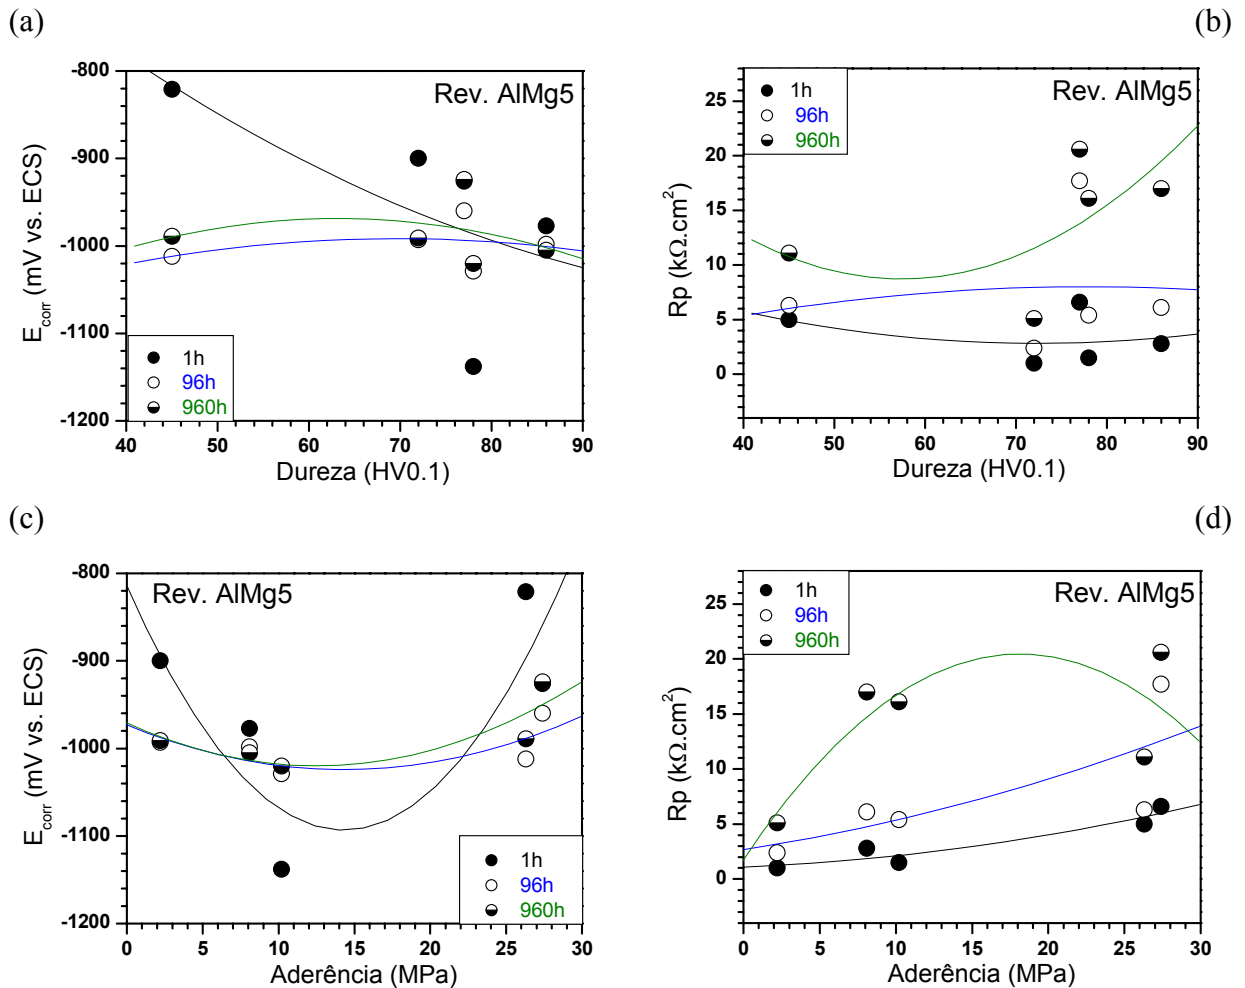 (a)
Rev. AlMg5
E_corr (mV vs. ECS)
-800
-900
-1000
-1100
-1200
1h
96h
960h
40 50 60 70 80 90
Dureza (HV0.1)
(b)
Rev. AlMg5
Rp (kΩ.cm²)
25
20
15
10
5
0
1h
96h
960h
40 50 60 70 80 90
Dureza (HV0.1)
(c)
Rev. AlMg5
E_corr (mV vs. ECS)
-800
-900
-1000
-1100
-1200
1h
96h
960h
0 5 10 15 20 25 30
Aderência (MPa)
(d)
Rev. AlMg5
Rp (kΩ.cm²)
25
20
15
10
5
0
1h
96h
960h
0 5 10 15 20 25 30
Aderência (MPa)